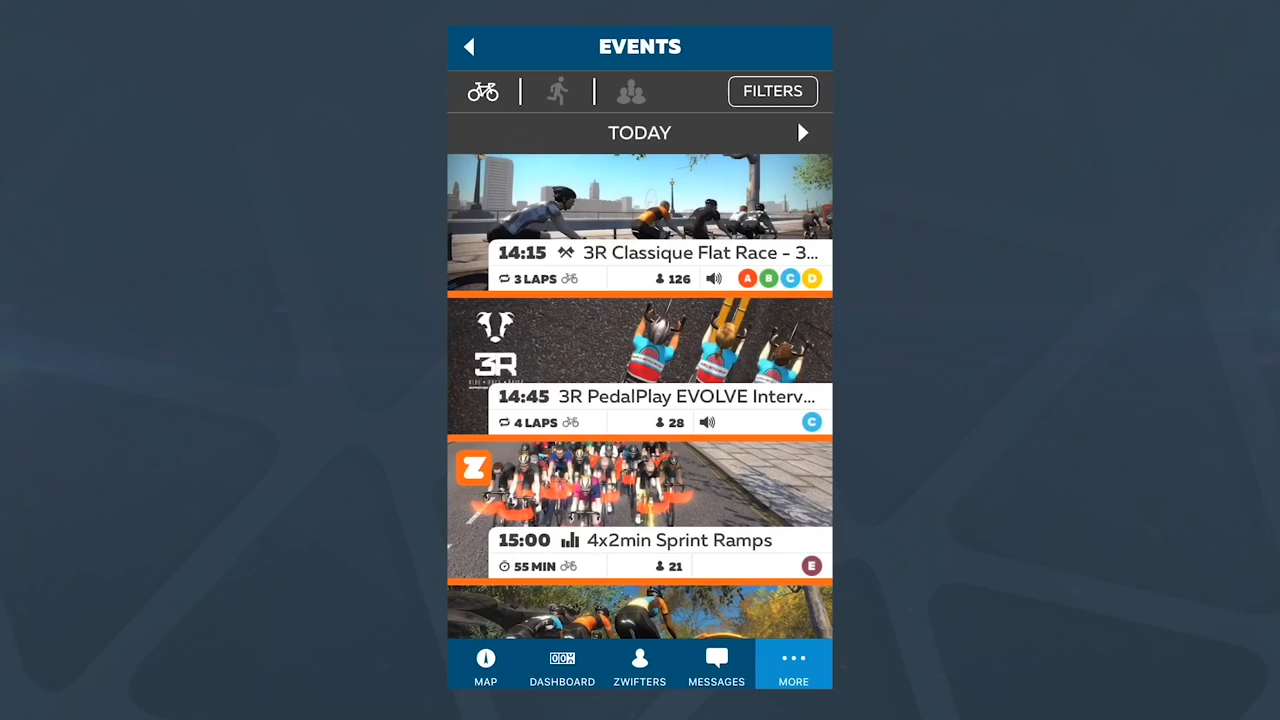 EVENTS
FILTERS
TODAY
14:15 3R Classique Flat Race - 3...
3 LAPS 126 A B C D
3R
14:45 3R PedalPlay EVOLVE Interv...
4 LAPS 28 C
Z
15:00 4x2min Sprint Ramps
55 MIN 21 E
MAP DASHBOARD ZWIFTERS MESSAGES MORE